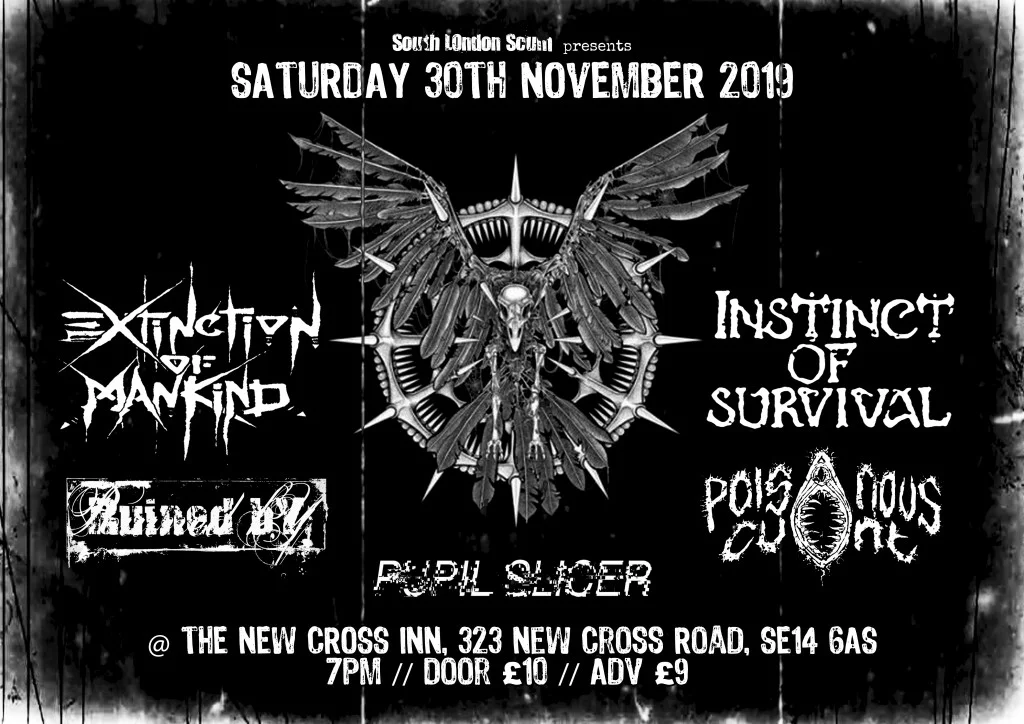 South London Scum presents
SATURDAY 30TH NOVEMBER 2019
EXTINCTION
OF
MANKIND
INSTINCT
OF
SURVIVAL
Ruined by
POISONOUS
CUNT
PUPIL SLICER
@ THE NEW CROSS INN, 323 NEW CROSS ROAD, SE14 6AS
7PM // DOOR £10 // ADV £9